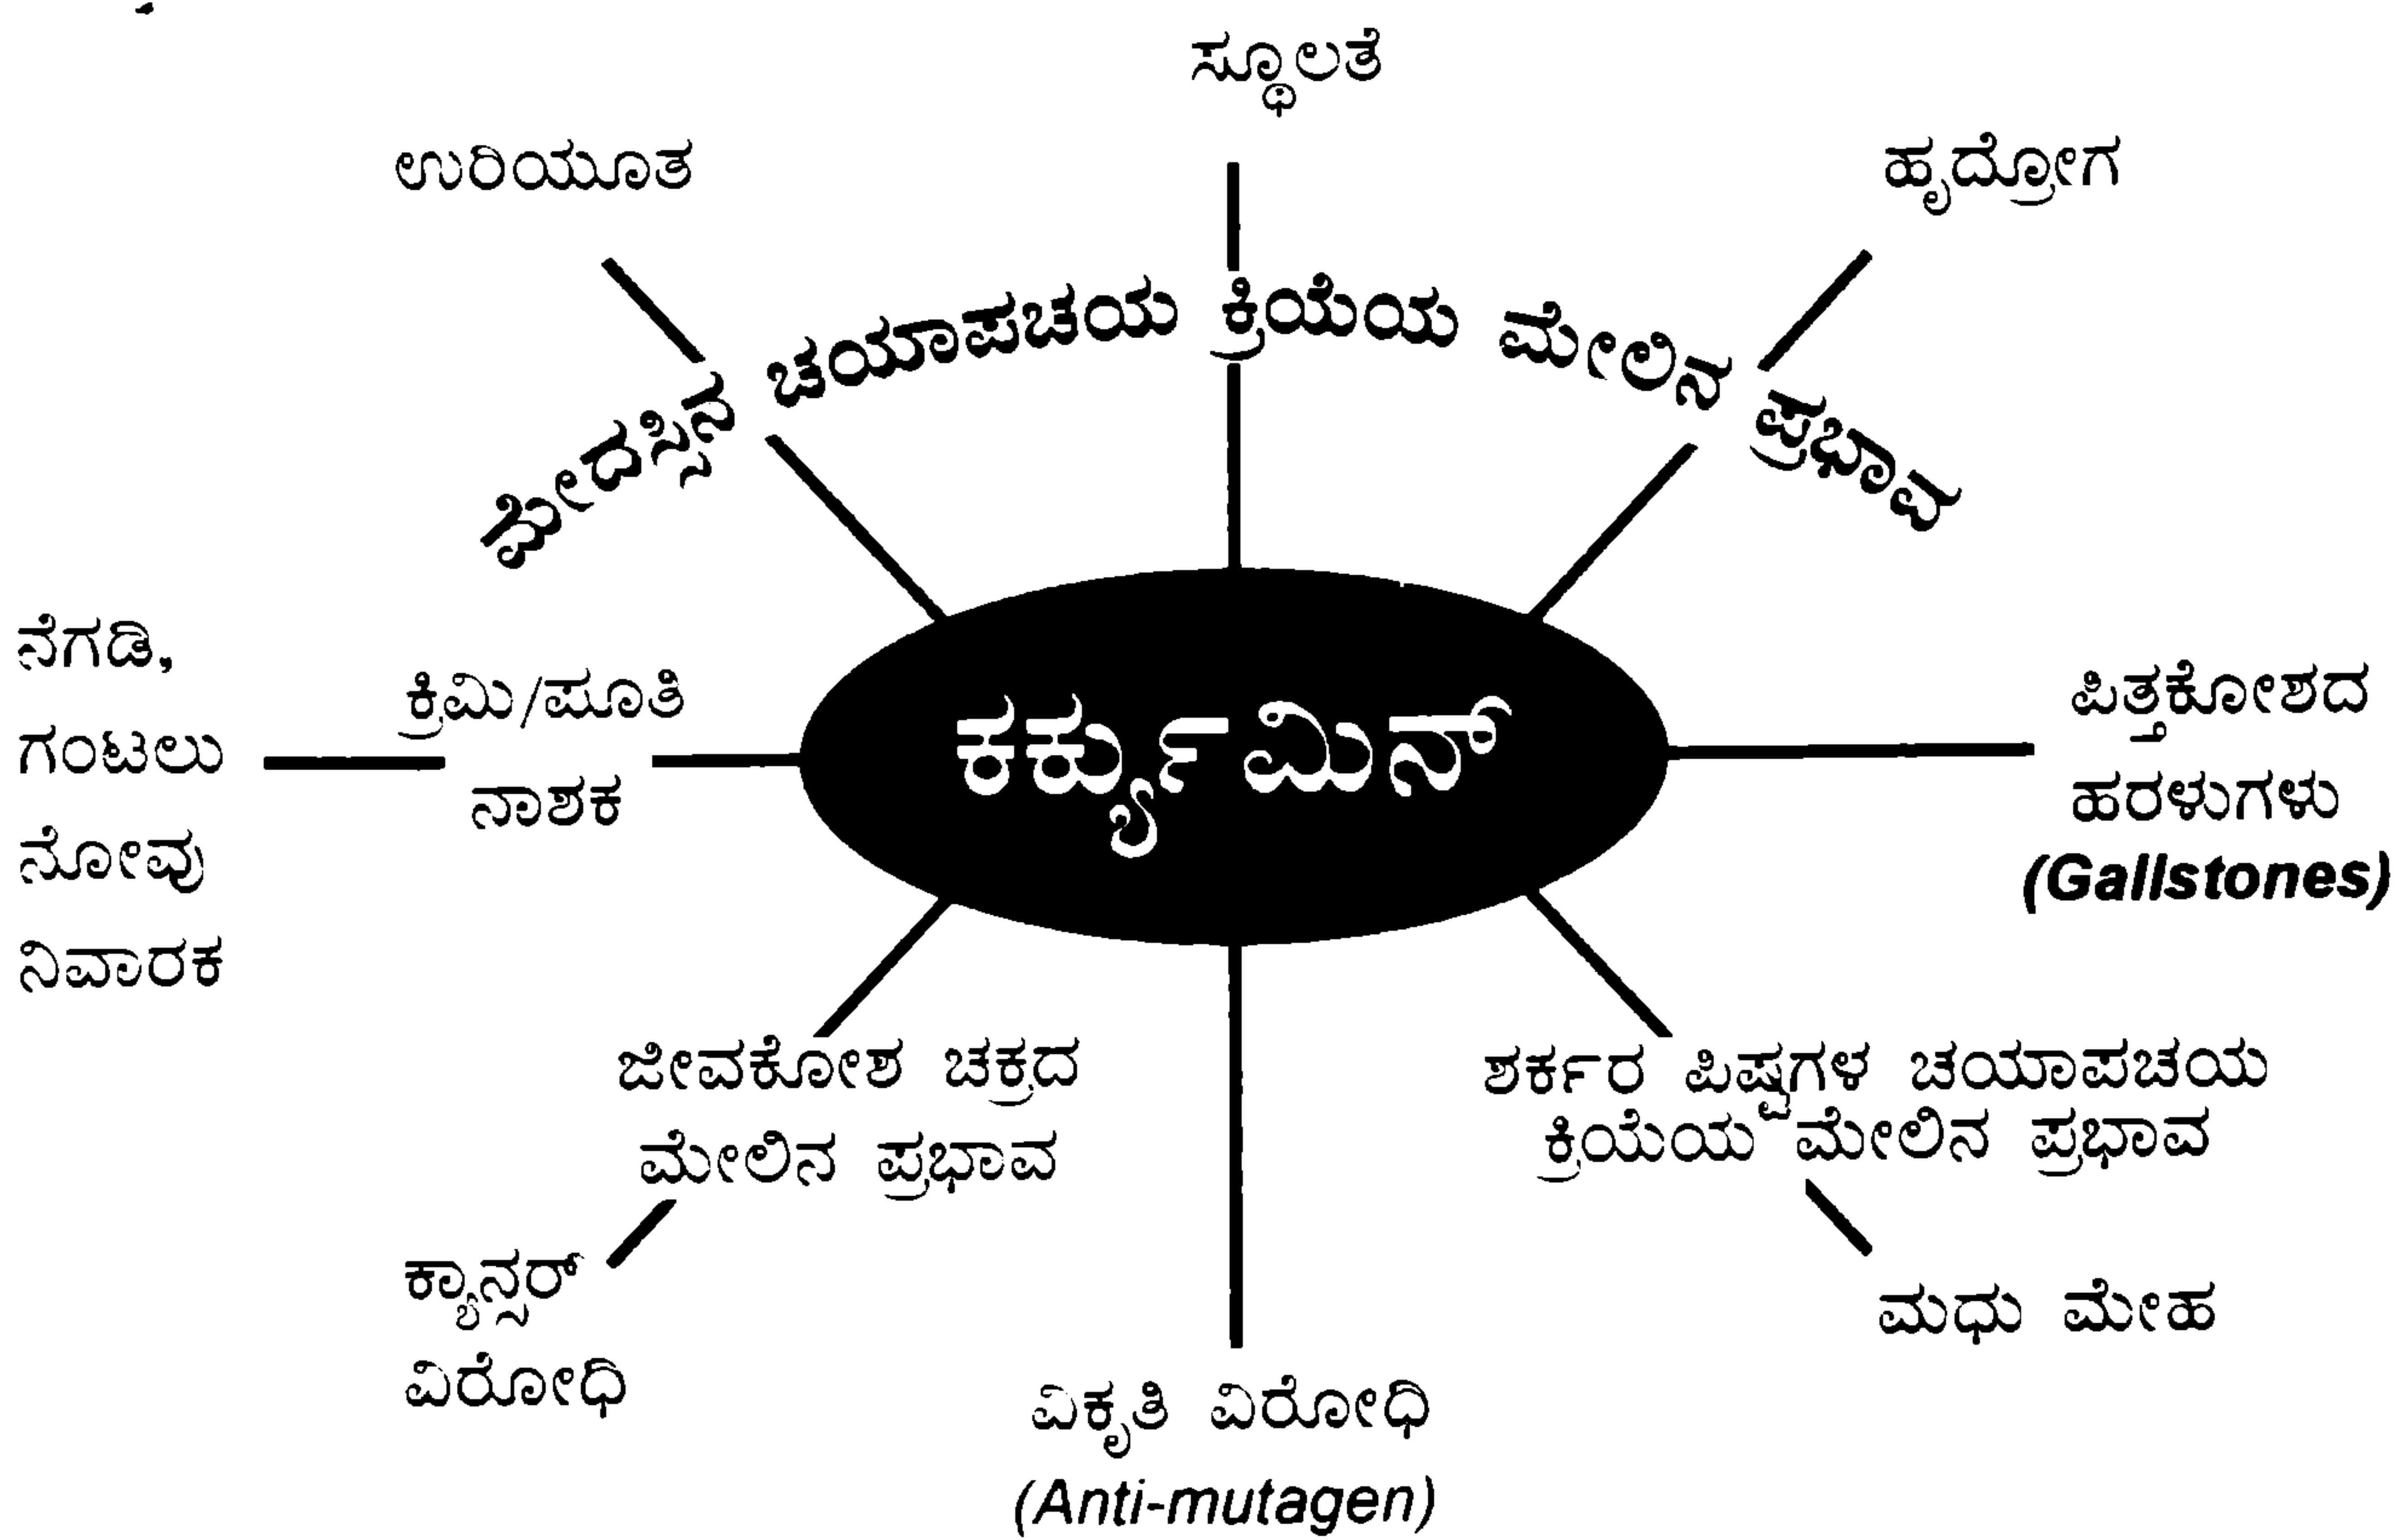 ಸ್ಥೂಲತೆ
ಉರಿಯೂತ
ಹೃದ್ರೋಗ
ಮೇದಸ್ಸಿನ ಚಯಾಪಚಯ ಕ್ರಿಯೆಯ ಮೇಲಿನ ಪ್ರಭಾವ
ನೆಗಡಿ,
ಗಂಟಲು
ನೋವು
ನಿವಾರಕ
ಕ್ರಿಮಿ/ಪೂತಿ
ನಾಶಕ
ಕರ್ಕ್ಯುಮಿನ್
ಪಿತ್ತಕೋಶದ
ಹರಳುಗಳು
(Gallstones)
ಜೀವಕೋಶ ಚಕ್ರದ
ಮೇಲಿನ ಪ್ರಭಾವ
ಶರ್ಕರ ಪಿಷ್ಟಗಳ ಚಯಾಪಚಯ
ಕ್ರಿಯೆಯ ಮೇಲಿನ ಪ್ರಭಾವ
ಕ್ಯಾನ್ಸರ್
ವಿರೋಧಿ
ಮಧು ಮೇಹ
ವಿಕೃತಿ ವಿರೋಧಿ
(Anti-mutagen)